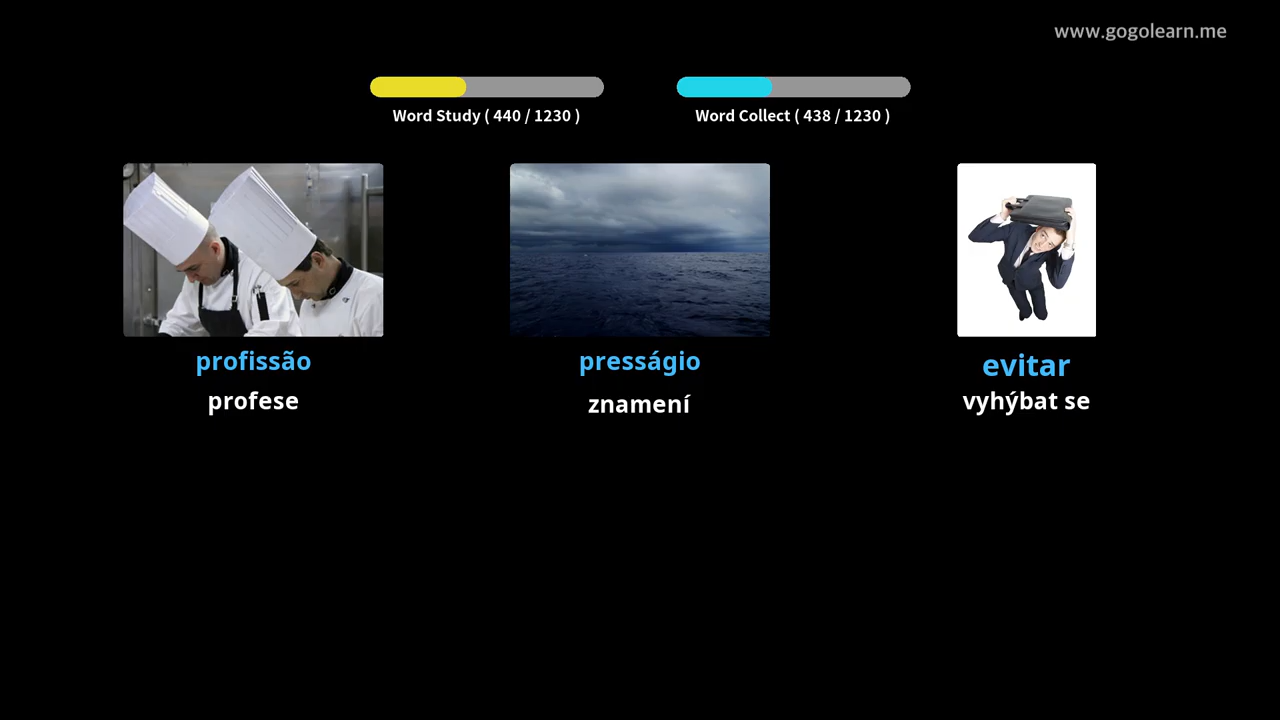 www.gogolearn.me
Word Study ( 440 / 1230 )
Word Collect ( 438 / 1230 )
profissão
presságio
evitar
profese
znamení
vyhýbat se